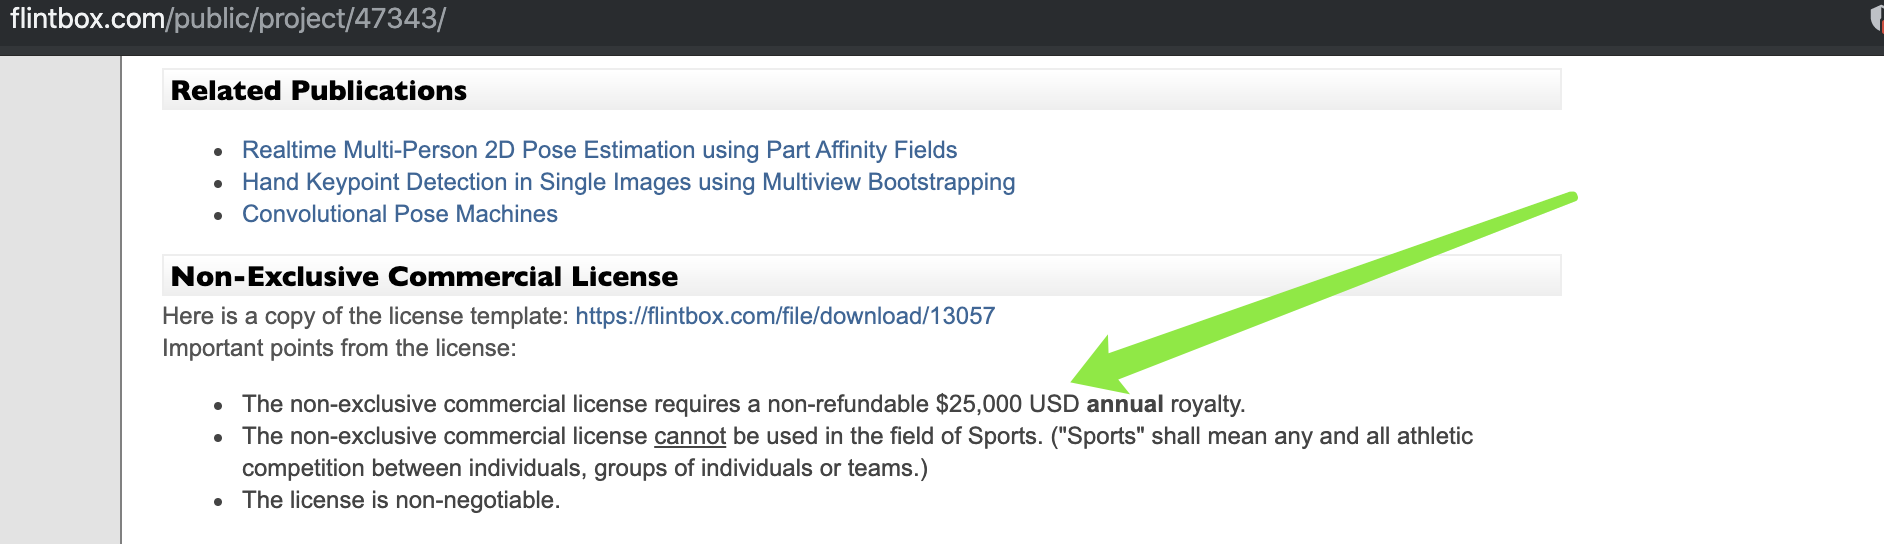 flintbox.com/public/project/47343/
Related Publications
Realtime Multi-Person 2D Pose Estimation using Part Affinity Fields
Hand Keypoint Detection in Single Images using Multiview Bootstrapping
Convolutional Pose Machines
Non-Exclusive Commercial License
Here is a copy of the license template: https://flintbox.com/file/download/13057
Important points from the license:
The non-exclusive commercial license requires a non-refundable $25,000 USD annual royalty.
The non-exclusive commercial license cannot be used in the field of Sports. ("Sports" shall mean any and all athletic
competition between individuals, groups of individuals or teams.)
The license is non-negotiable.